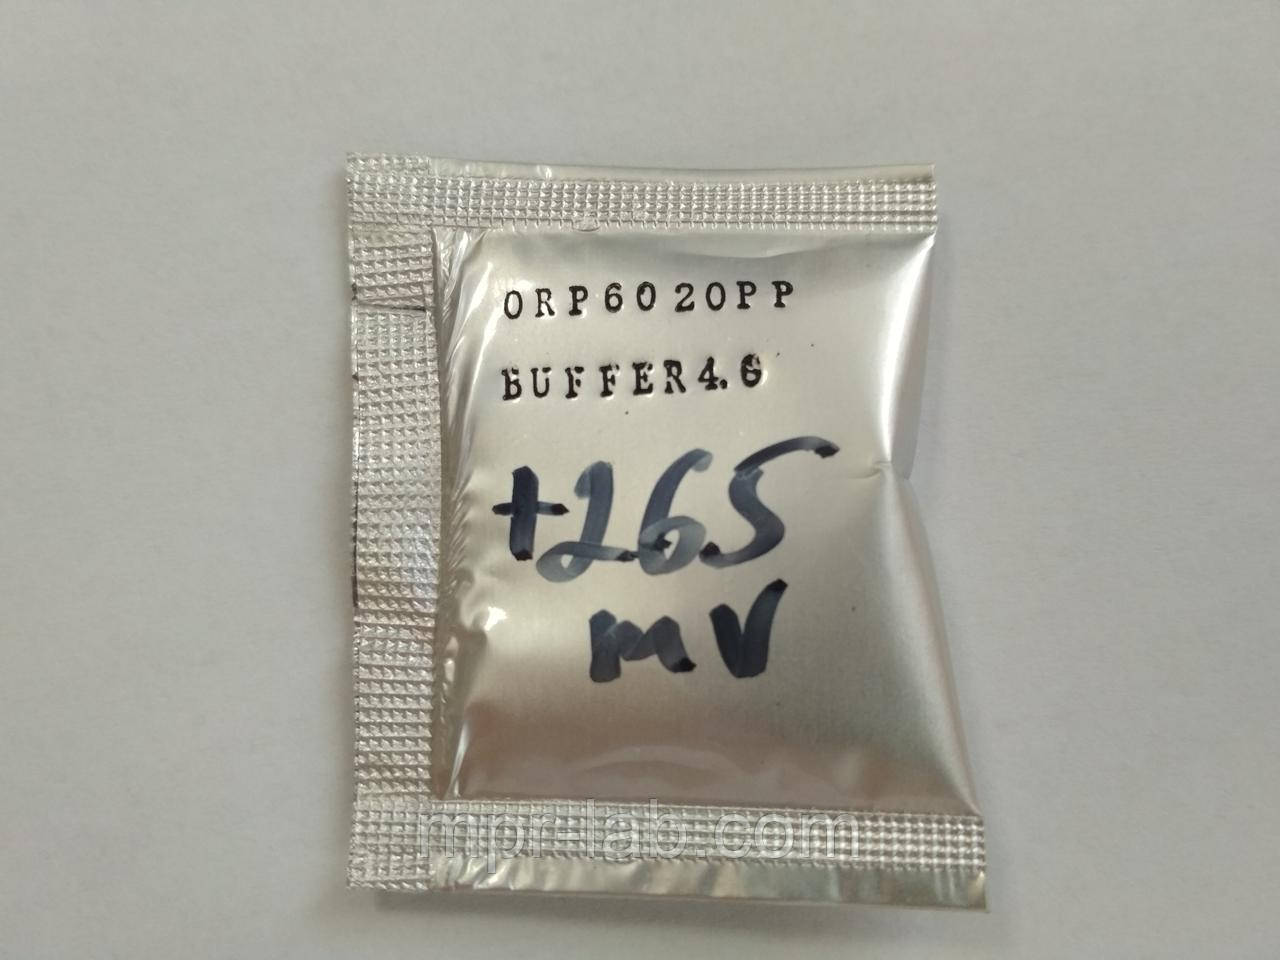 ORP6020PP
BUFFER4.6
+265
mV
mpr-lab.com